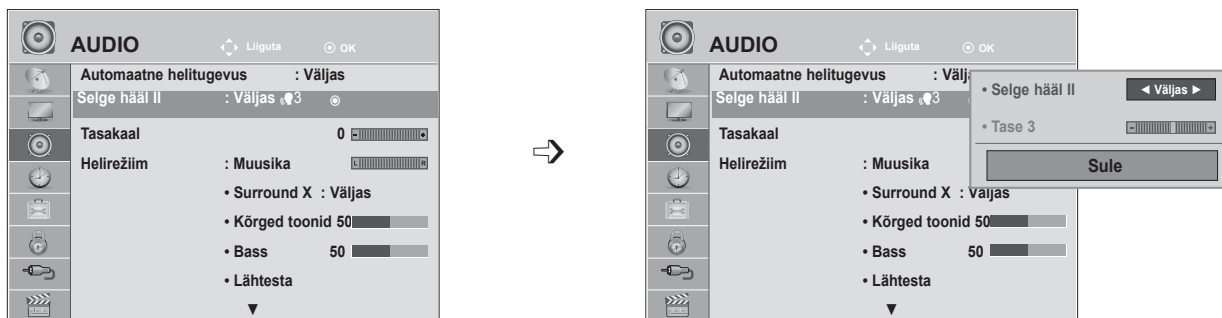 AUDIO Liiguta OK
Automaatne helitugevus : Väljas
Selge hääl II : Väljas 3
Tasakaal 0 - +
Helirežiim : Muusika L R
• Surround X : Väljas
• Kõrged toonid 50
• Bass 50
• Lähtesta
▼
AUDIO Liiguta OK
Automaatne helitugevus : Välj
Selge hääl II : Väljas 3
Tasakaal
Helirežiim : Muusika
• Surround X : Väljas
• Kõrged toonid 50
• Bass 50
• Lähtesta
▼
• Selge hääl II ◀ Väljas ▶
• Tase 3 - +
Sule